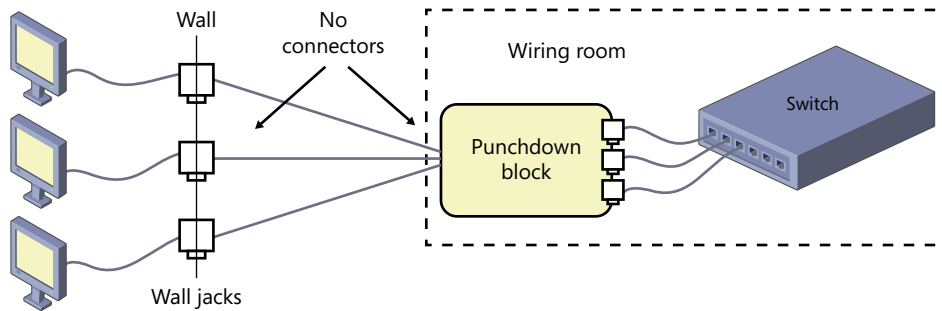 Wall
No
connectors
Wiring room
Switch
Punchdown
block
Wall jacks